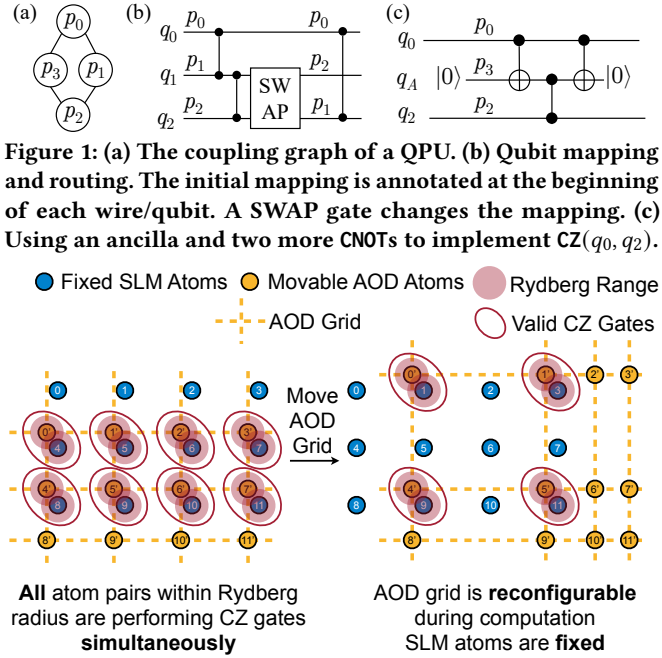 (a)
p0
p3
p1
p2
(b)
q0 p0
q1 p1
q2 p2
SW
AP
p2
p1
(c)
q0 p0
qA |0⟩ p3 |0⟩
q2 p2
Figure 1: (a) The coupling graph of a QPU. (b) Qubit mapping
and routing. The initial mapping is annotated at the beginning
of each wire/qubit. A SWAP gate changes the mapping. (c)
Using an ancilla and two more CNOTs to implement CZ(q0, q2).
Fixed SLM Atoms Movable AOD Atoms Rydberg Range
AOD Grid Valid CZ Gates
0 1 2 3
0' 1' 2' 3'
4 5 6 7
4' 5' 6' 7'
8 9 10 11
8' 9' 10' 11'
Move
AOD
Grid
0' 1' 2' 3'
0 1 2 3
4 5 6 7
4' 5' 6' 7'
8 9 10 11
8' 9' 10' 11'
All atom pairs within Rydberg
radius are performing CZ gates
simultaneously
AOD grid is reconfigurable
during computation
SLM atoms are fixed